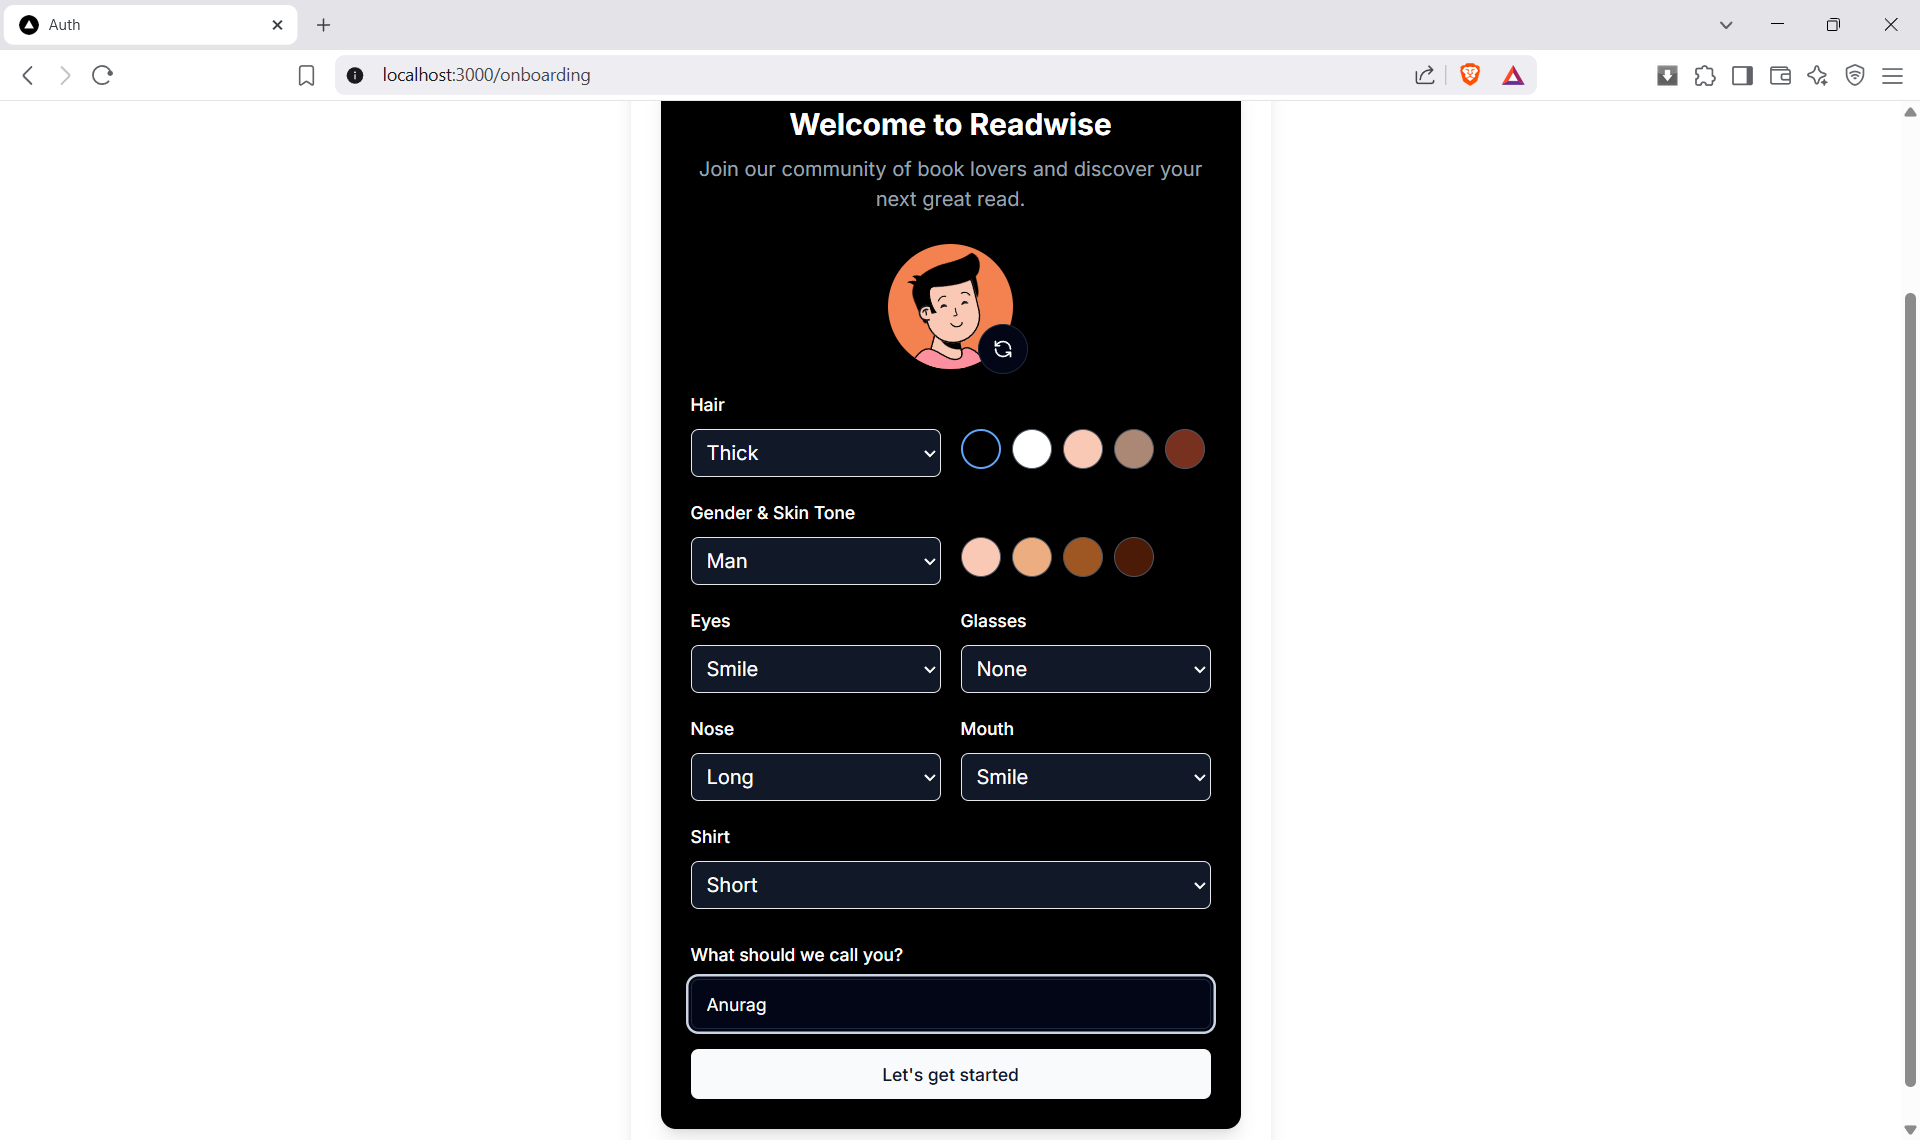 Auth
localhost:3000/onboarding
Welcome to Readwise
Join our community of book lovers and discover your
next great read.
Hair
Thick
Gender & Skin Tone
Man
Eyes
Glasses
Smile
None
Nose
Mouth
Long
Smile
Shirt
Short
What should we call you?
Anurag
Let's get started